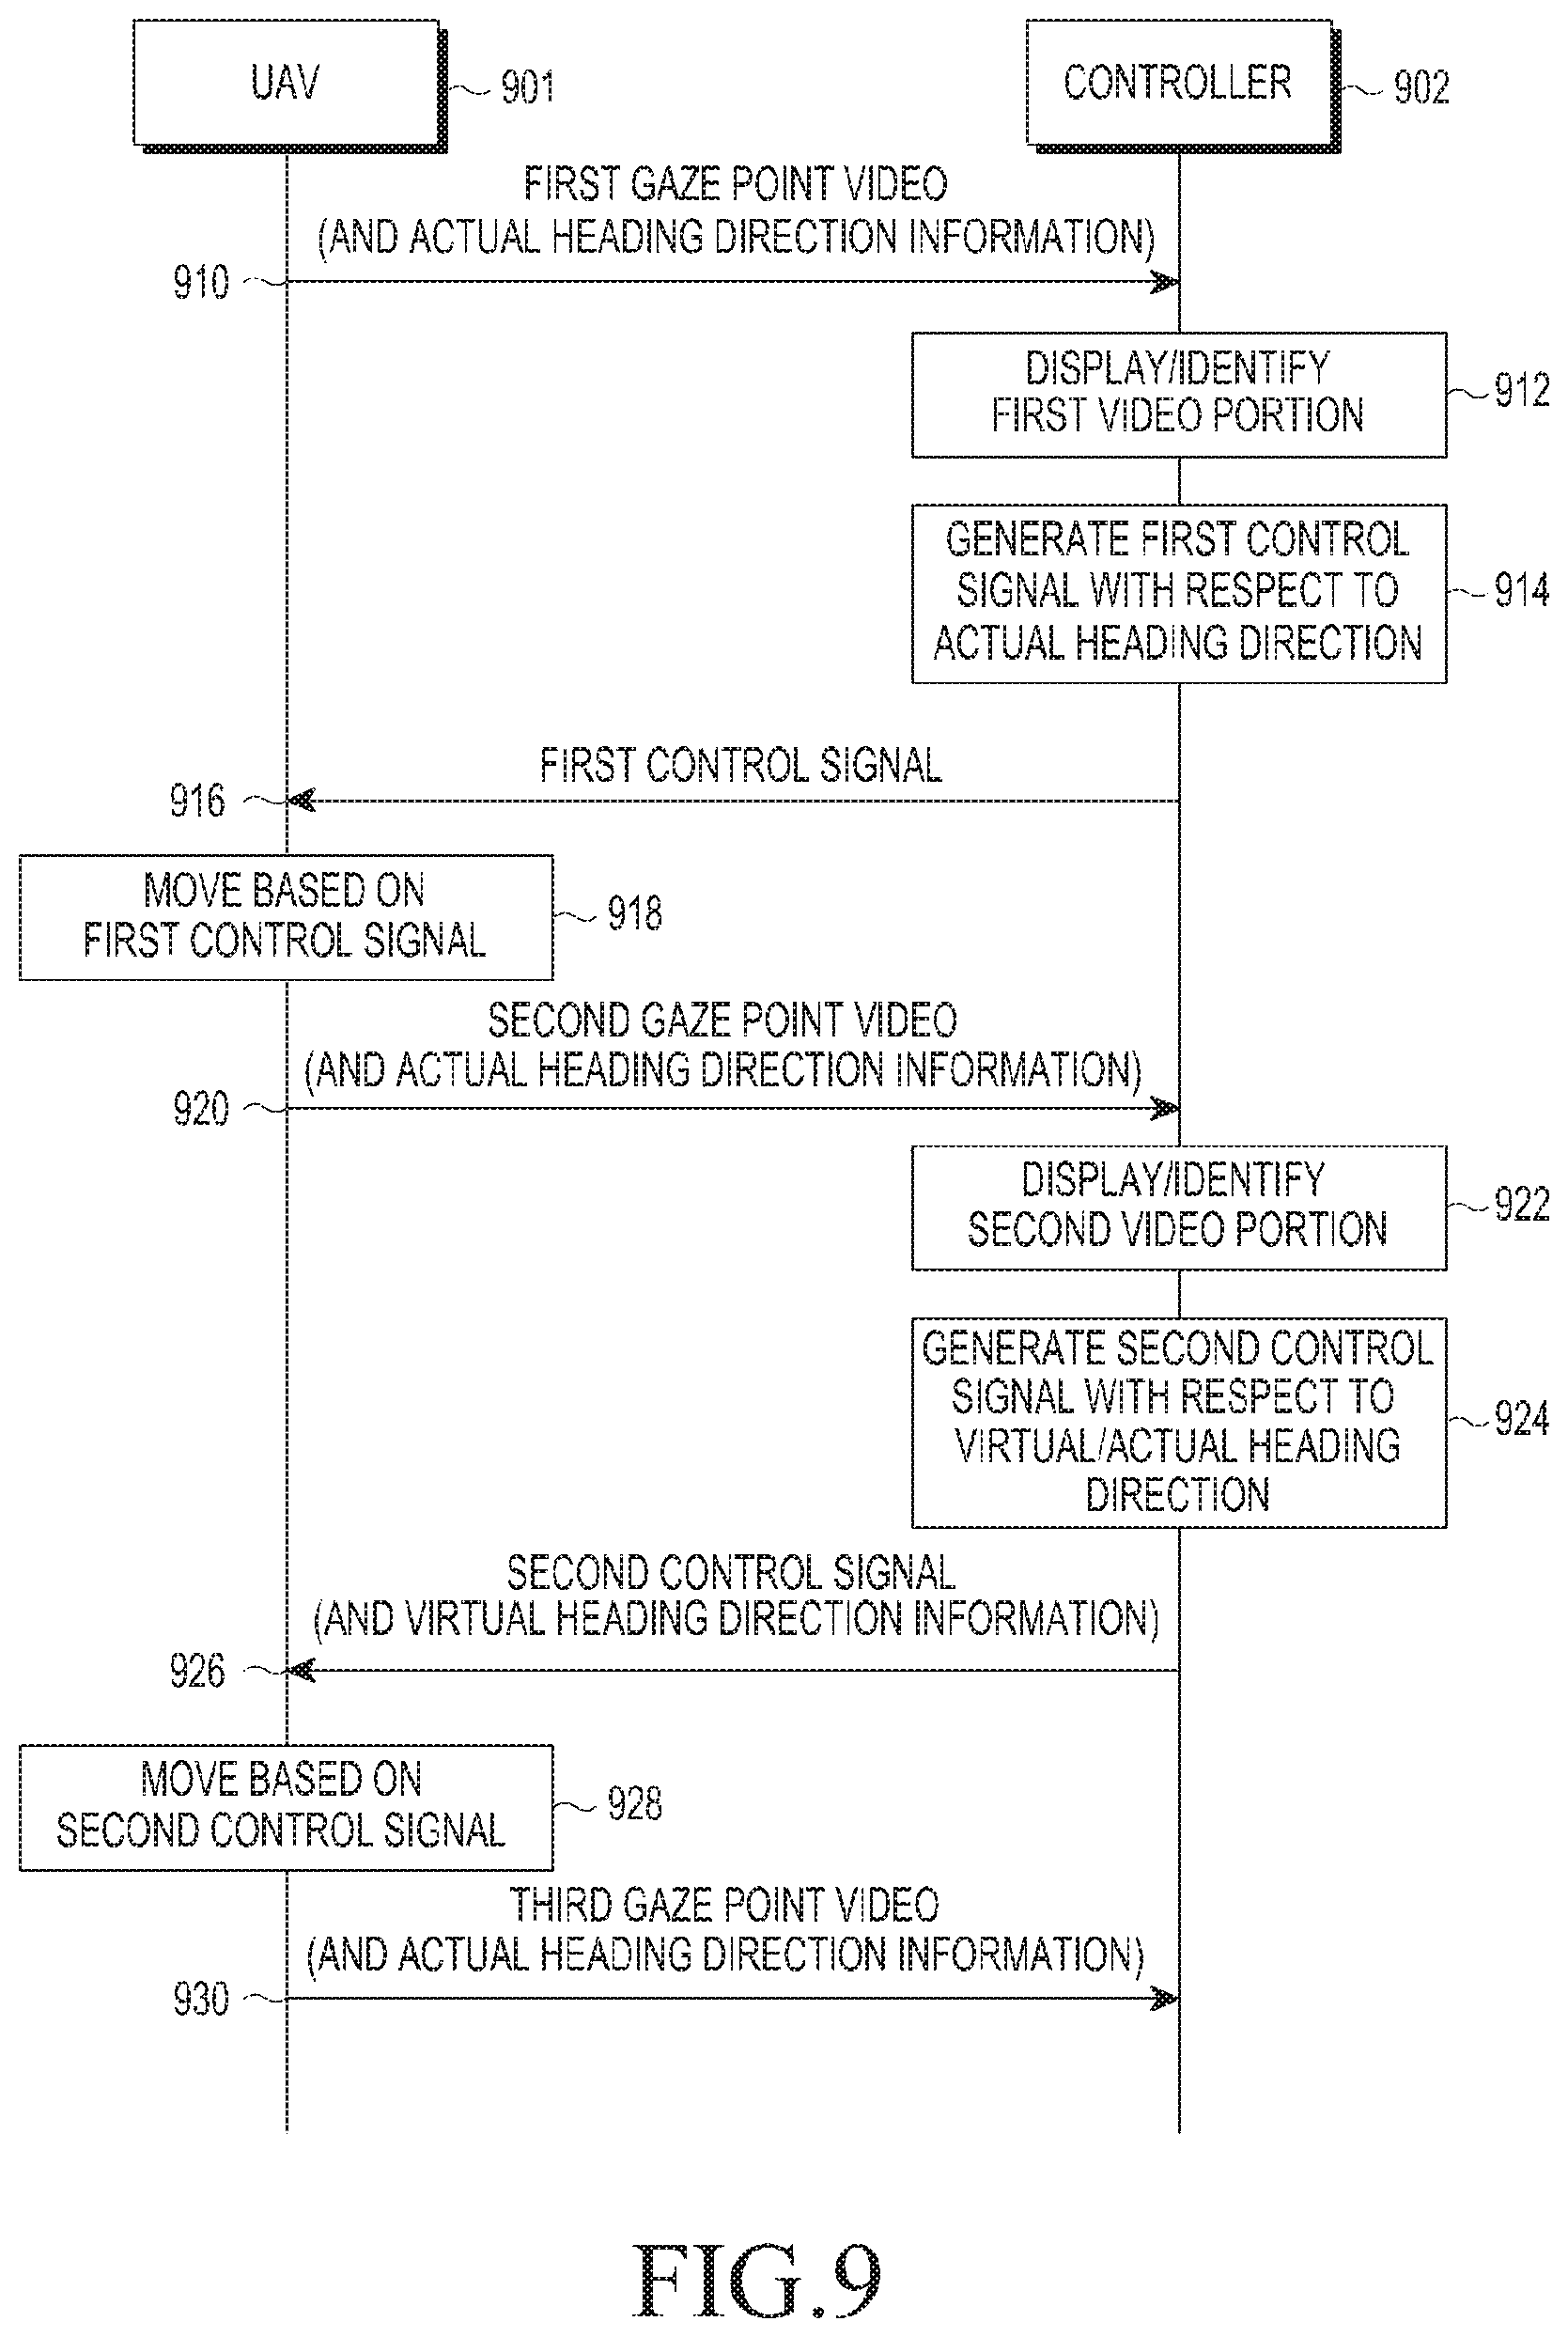 UAV
901
CONTROLLER
902
FIRST GAZE POINT VIDEO
(AND ACTUAL HEADING DIRECTION INFORMATION)
910
DISPLAY/IDENTIFY
FIRST VIDEO PORTION
912
GENERATE FIRST CONTROL
SIGNAL WITH RESPECT TO
ACTUAL HEADING DIRECTION
914
FIRST CONTROL SIGNAL
916
MOVE BASED ON
FIRST CONTROL SIGNAL
918
SECOND GAZE POINT VIDEO
(AND ACTUAL HEADING DIRECTION INFORMATION)
920
DISPLAY/IDENTIFY
SECOND VIDEO PORTION
922
GENERATE SECOND CONTROL
SIGNAL WITH RESPECT TO
VIRTUAL/ACTUAL HEADING
DIRECTION
924
SECOND CONTROL SIGNAL
(AND VIRTUAL HEADING DIRECTION INFORMATION)
926
MOVE BASED ON
SECOND CONTROL SIGNAL
928
THIRD GAZE POINT VIDEO
(AND ACTUAL HEADING DIRECTION INFORMATION)
930
FIG.9